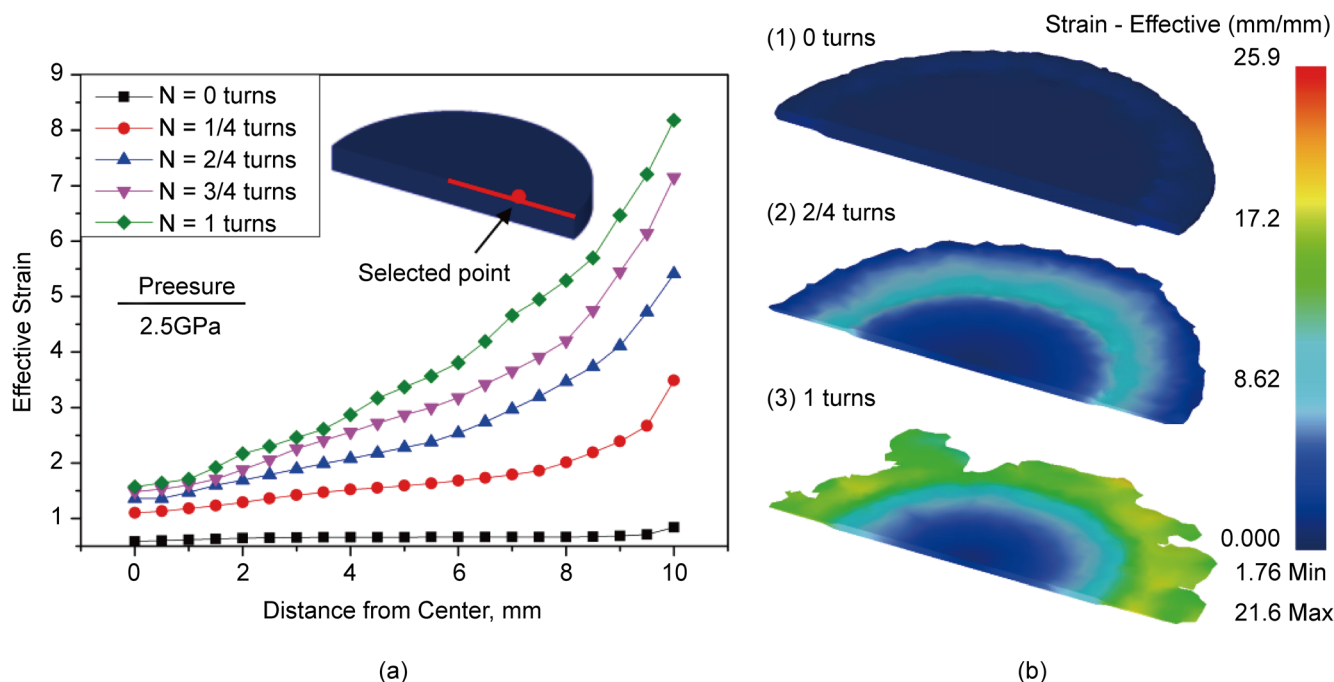 9
8
7
6
5
4
3
2
1
Effective Strain
N = 0 turns
N = 1/4 turns
N = 2/4 turns
N = 3/4 turns
N = 1 turns
Preesure
2.5GPa
Selected point
0
2
4
6
8
10
Distance from Center, mm
(a)
Strain - Effective (mm/mm)
(1) 0 turns
(2) 2/4 turns
(3) 1 turns
25.9
17.2
8.62
0.000
1.76 Min
21.6 Max
(b)